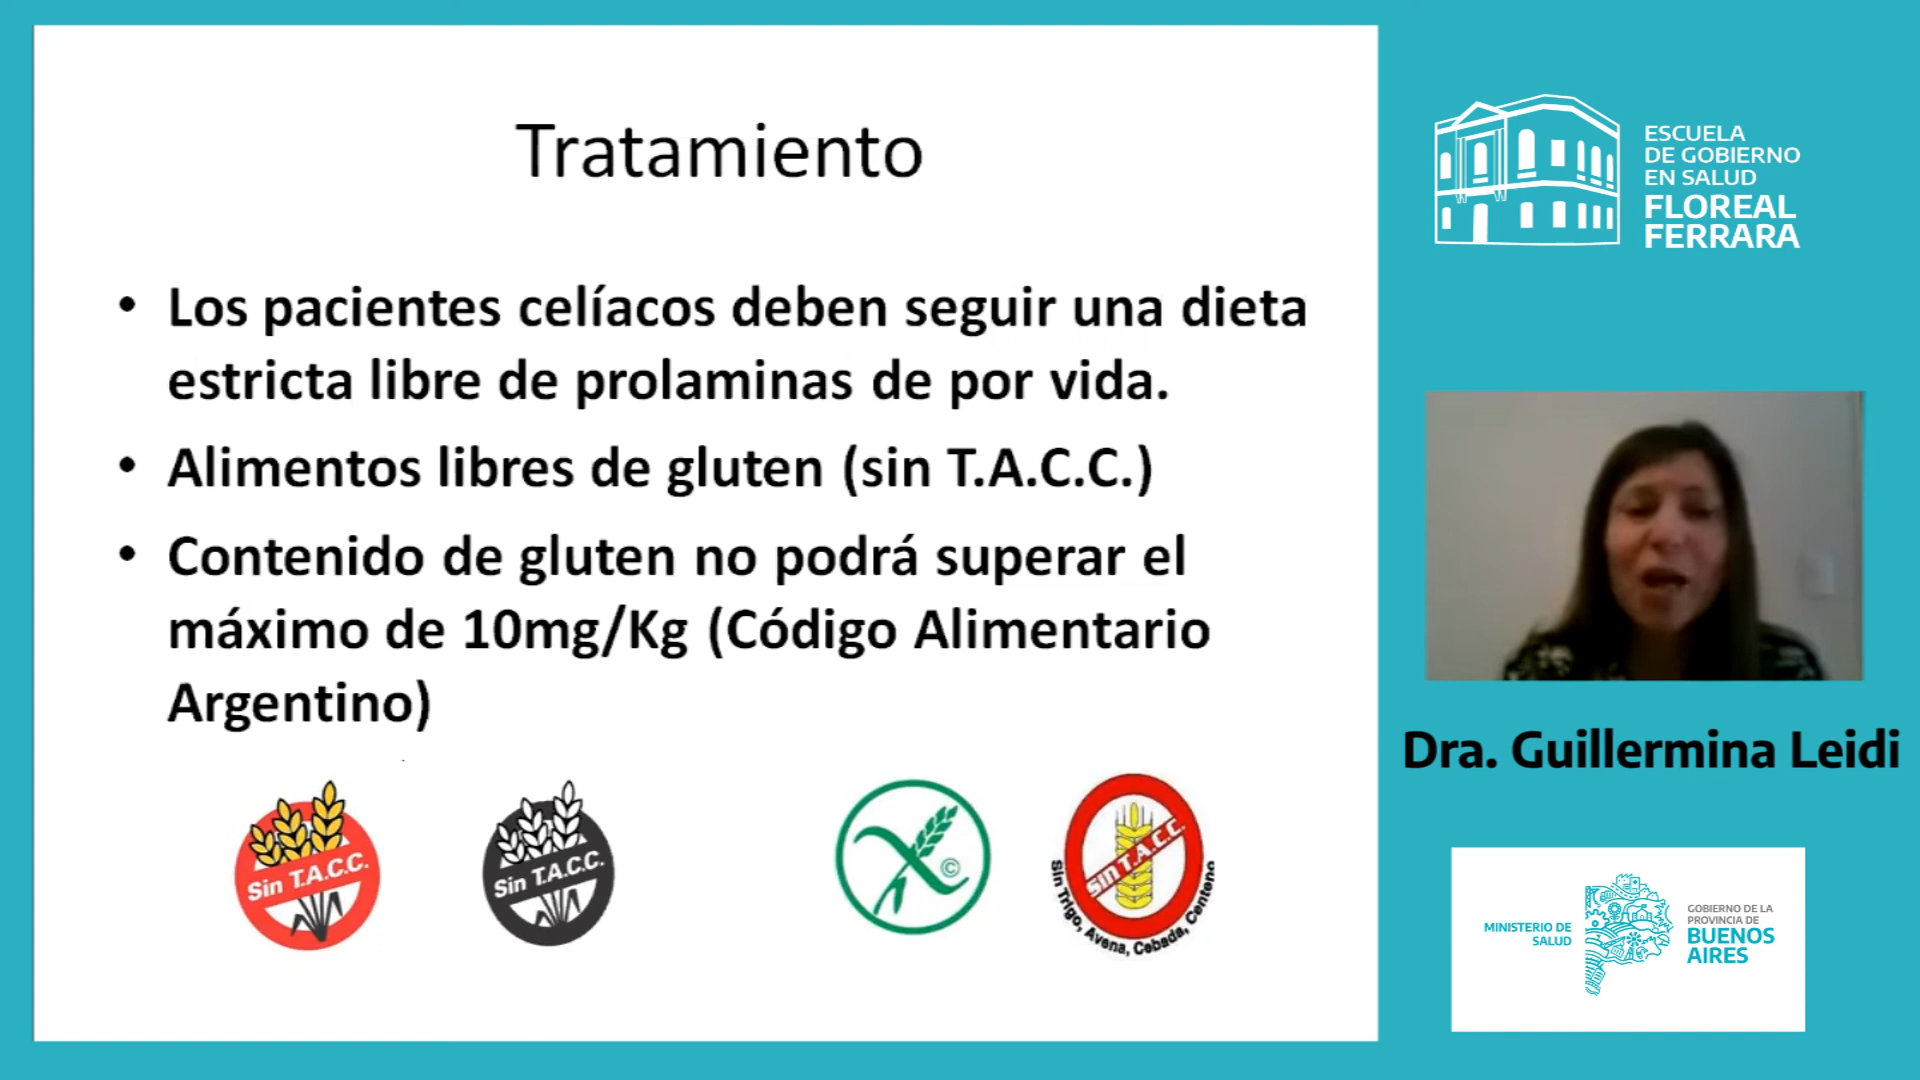 Tratamiento
• Los pacientes celíacos deben seguir una dieta
estricta libre de prolaminas de por vida.
• Alimentos libres de gluten (sin T.A.C.C.)
• Contenido de gluten no podrá superar el
máximo de 10mg/Kg (Código Alimentario
Argentino)
Sin T.A.C.C.
Sin T.A.C.C.
©
Sin T.A.C.C.
Sin Trigo, Avena, Cebada, Centeno
ESCUELA
DE GOBIERNO
EN SALUD
FLOREAL
FERRARA
Dra. Guillermina Leidi
MINISTERIO DE
SALUD
GOBIERNO DE LA
PROVINCIA DE
BUENOS
AIRES